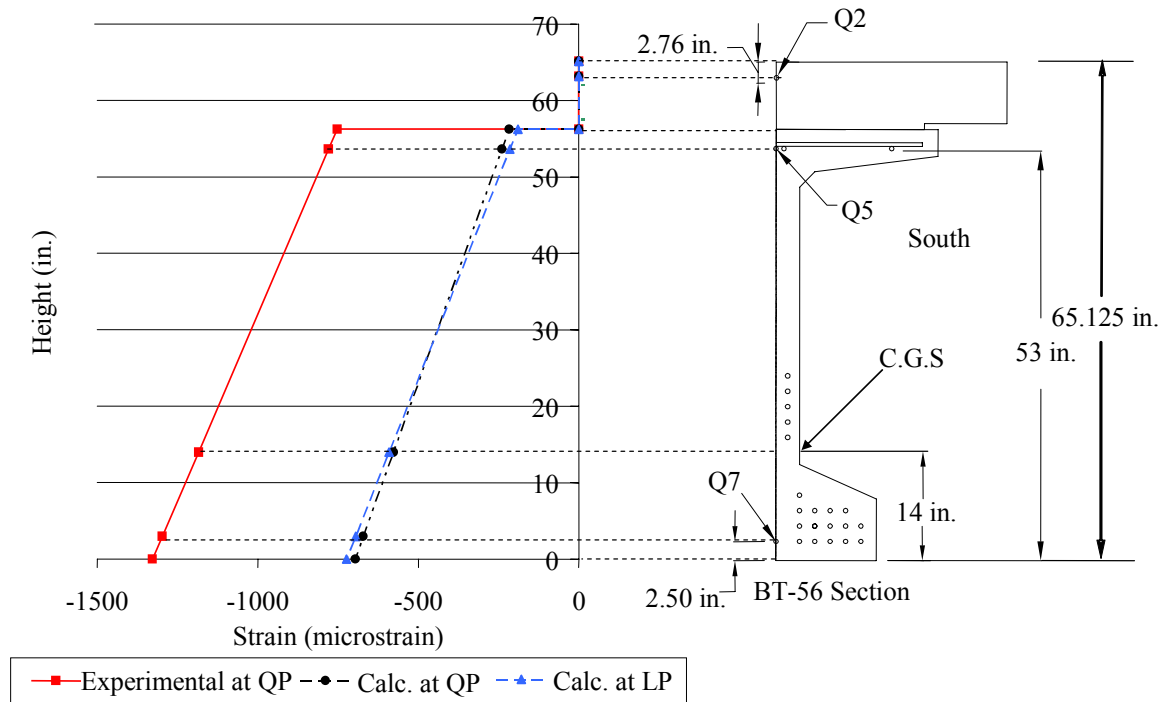 70
60
50
40
30
20
10
0
Height (in.)
-1500
-1000
-500
0
Strain (microstrain)
2.76 in.
Q2
Q5
South
65.125 in.
53 in.
C.G.S
Q7
14 in.
2.50 in.
BT-56 Section
Experimental at QP
Calc. at QP
Calc. at LP